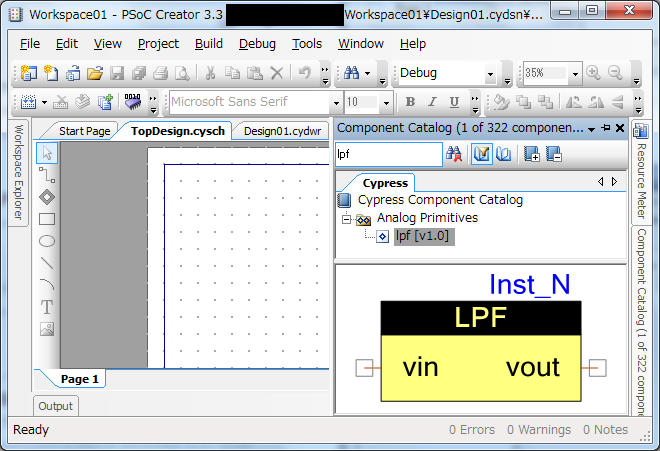 Workspace01 - PSoC Creator 3.3 Workspace01¥Design01.cydsn¥...
File Edit View Project Build Debug Tools Window Help
Debug 35%
Microsoft Sans Serif 10 B I U
Workspace Explorer
Start Page TopDesign.cysch Design01.cydwr
Component Catalog (1 of 322 componen...
lpf
Cypress
Cypress Component Catalog
Analog Primitives
lpf [v1.0]
T
Inst_N
LPF
vin vout
Resource Meter
Component Catalog (1 of 322 compone
Page 1
Output
Ready 0 Errors 0 Warnings 0 Notes